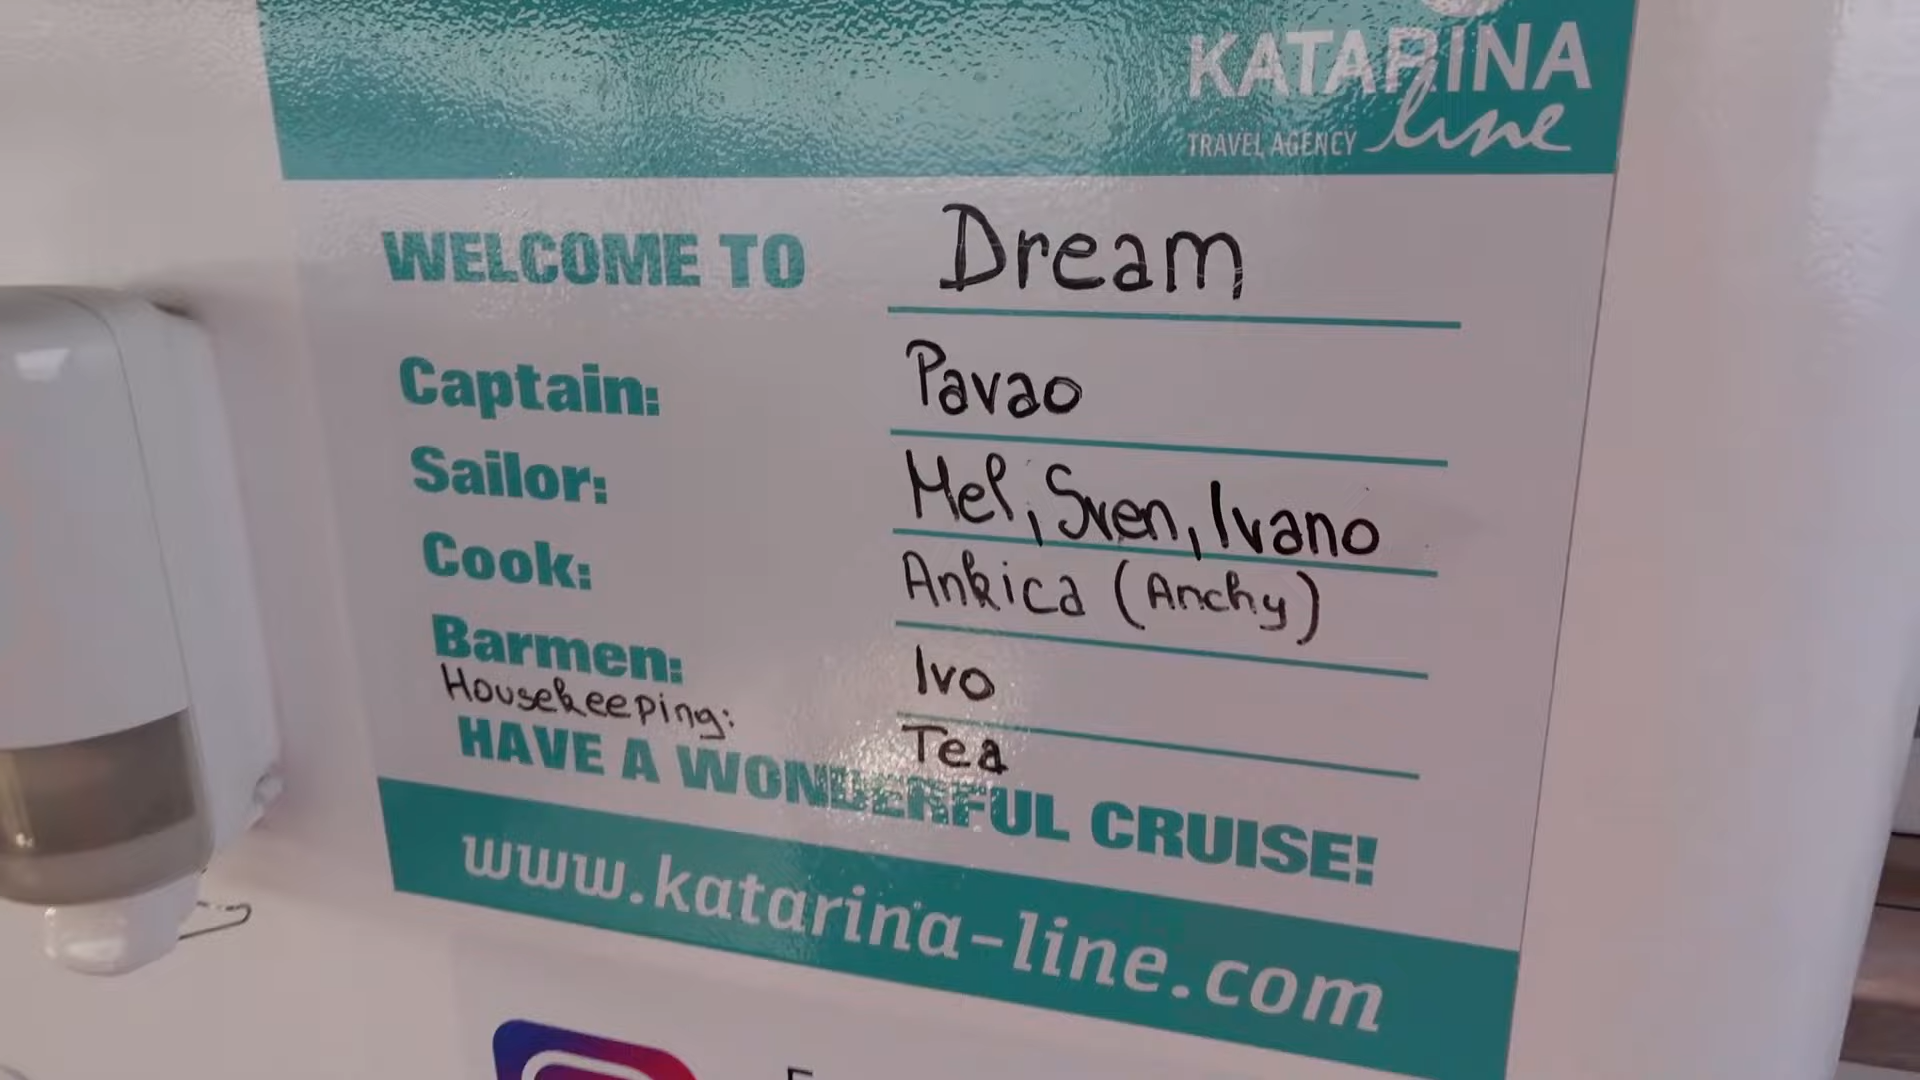 KATARINA
line
TRAVEL AGENCY
WELCOME TO Dream
Captain: Pavao
Sailor: Mel, Sven, Ivano
Cook: Ankica (Anchy)
Barmen: Ivo
Housekeeping: Tea
HAVE A WONDERFUL CRUISE!
www.katarina-line.com